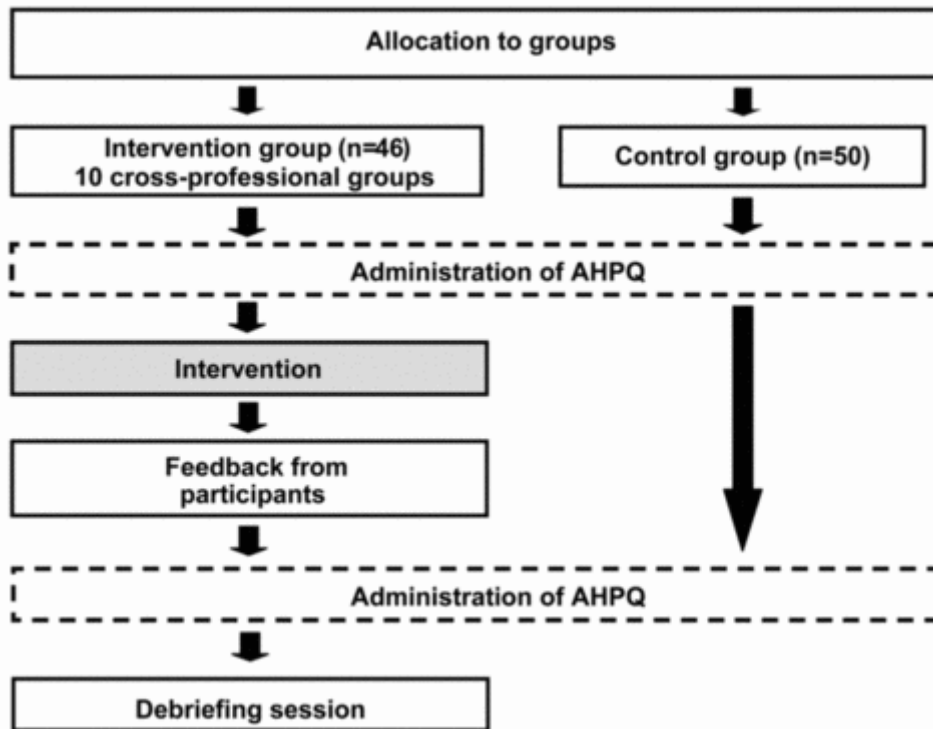 Allocation to groups
Intervention group (n=46)
10 cross-professional groups
Control group (n=50)
Administration of AHPQ
Intervention
Feedback from
participants
Administration of AHPQ
Debriefing session